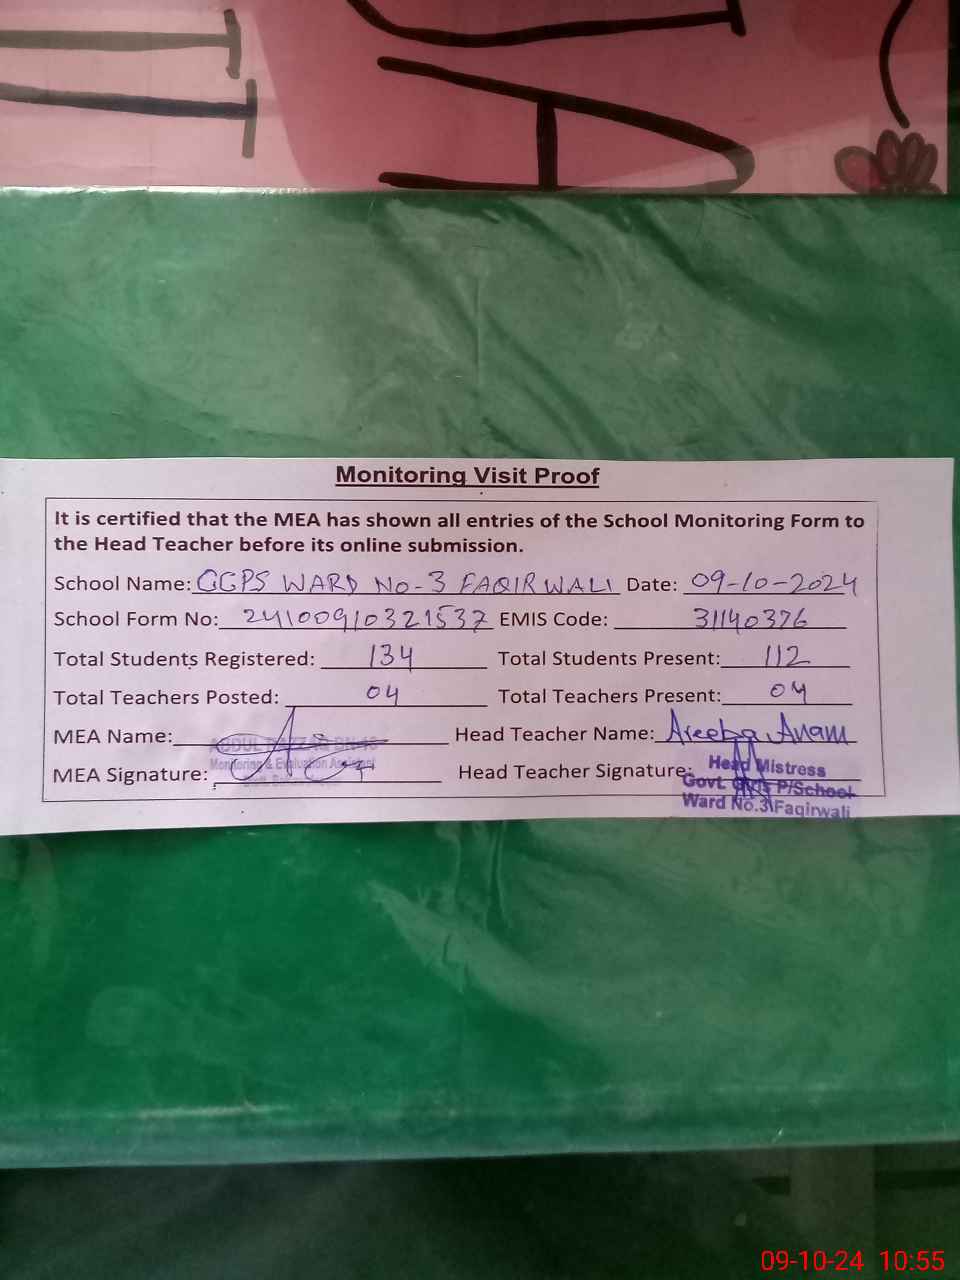 Monitoring Visit Proof
It is certified that the MEA has shown all entries of the School Monitoring Form to
the Head Teacher before its online submission.
School Name: GGPS WARD No-3 FAQIRWALI Date: 09-10-2024
School Form No: 24100910321537 EMIS Code: 31140376
Total Students Registered: 134 Total Students Present: 112
Total Teachers Posted: 04 Total Teachers Present: 04
MEA Name: ABDUL Head Teacher Name: Areeba Anam
Monitoring & Evaluation Assistant
MEA Signature: Head Teacher Signature: Head Mistress
Govt. Girls P/School
Ward No.3 Faqirwali
09-10-24 10:55